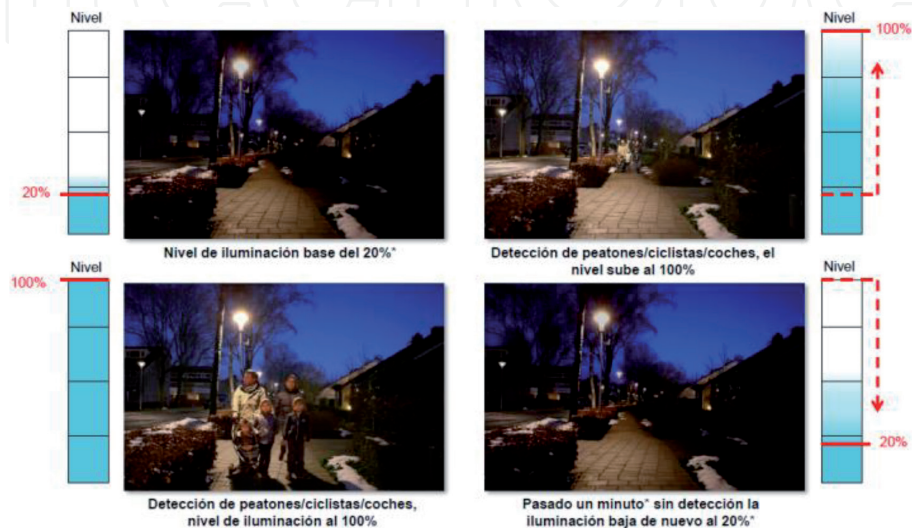 Nivel
20%
Nivel de iluminación base del 20%*
Nivel
100%
Detección de peatones/ciclistas/coches, el
nivel sube al 100%
Nivel
100%
Detección de peatones/ciclistas/coches,
nivel de iluminación al 100%
Nivel
20%
Pasado un minuto* sin detección la
iluminación baja de nuevo al 20%*